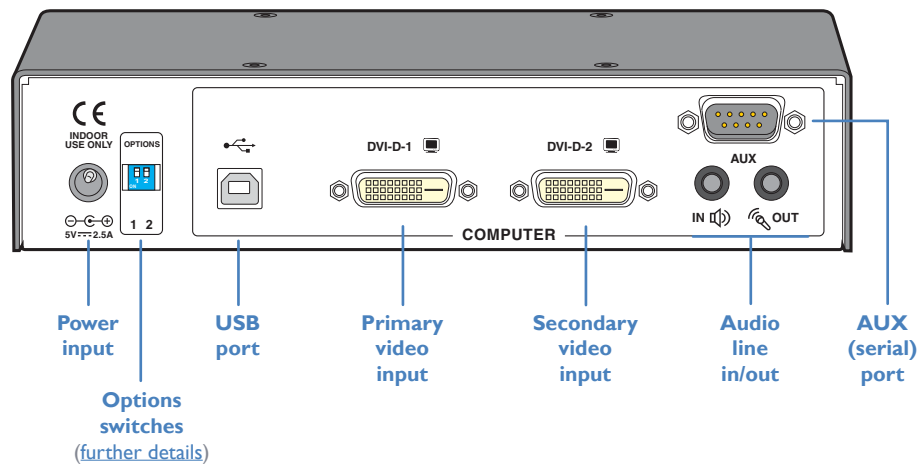 CE
INDOOR
USE ONLY
5V 2.5A
OPTIONS
1 2
ON
1 2
DVI-D-1
DVI-D-2
AUX
IN
OUT
COMPUTER
Power
input
Options
switches
(further details)
USB
port
Primary
video
input
Secondary
video
input
Audio
line
in/out
AUX
(serial)
port